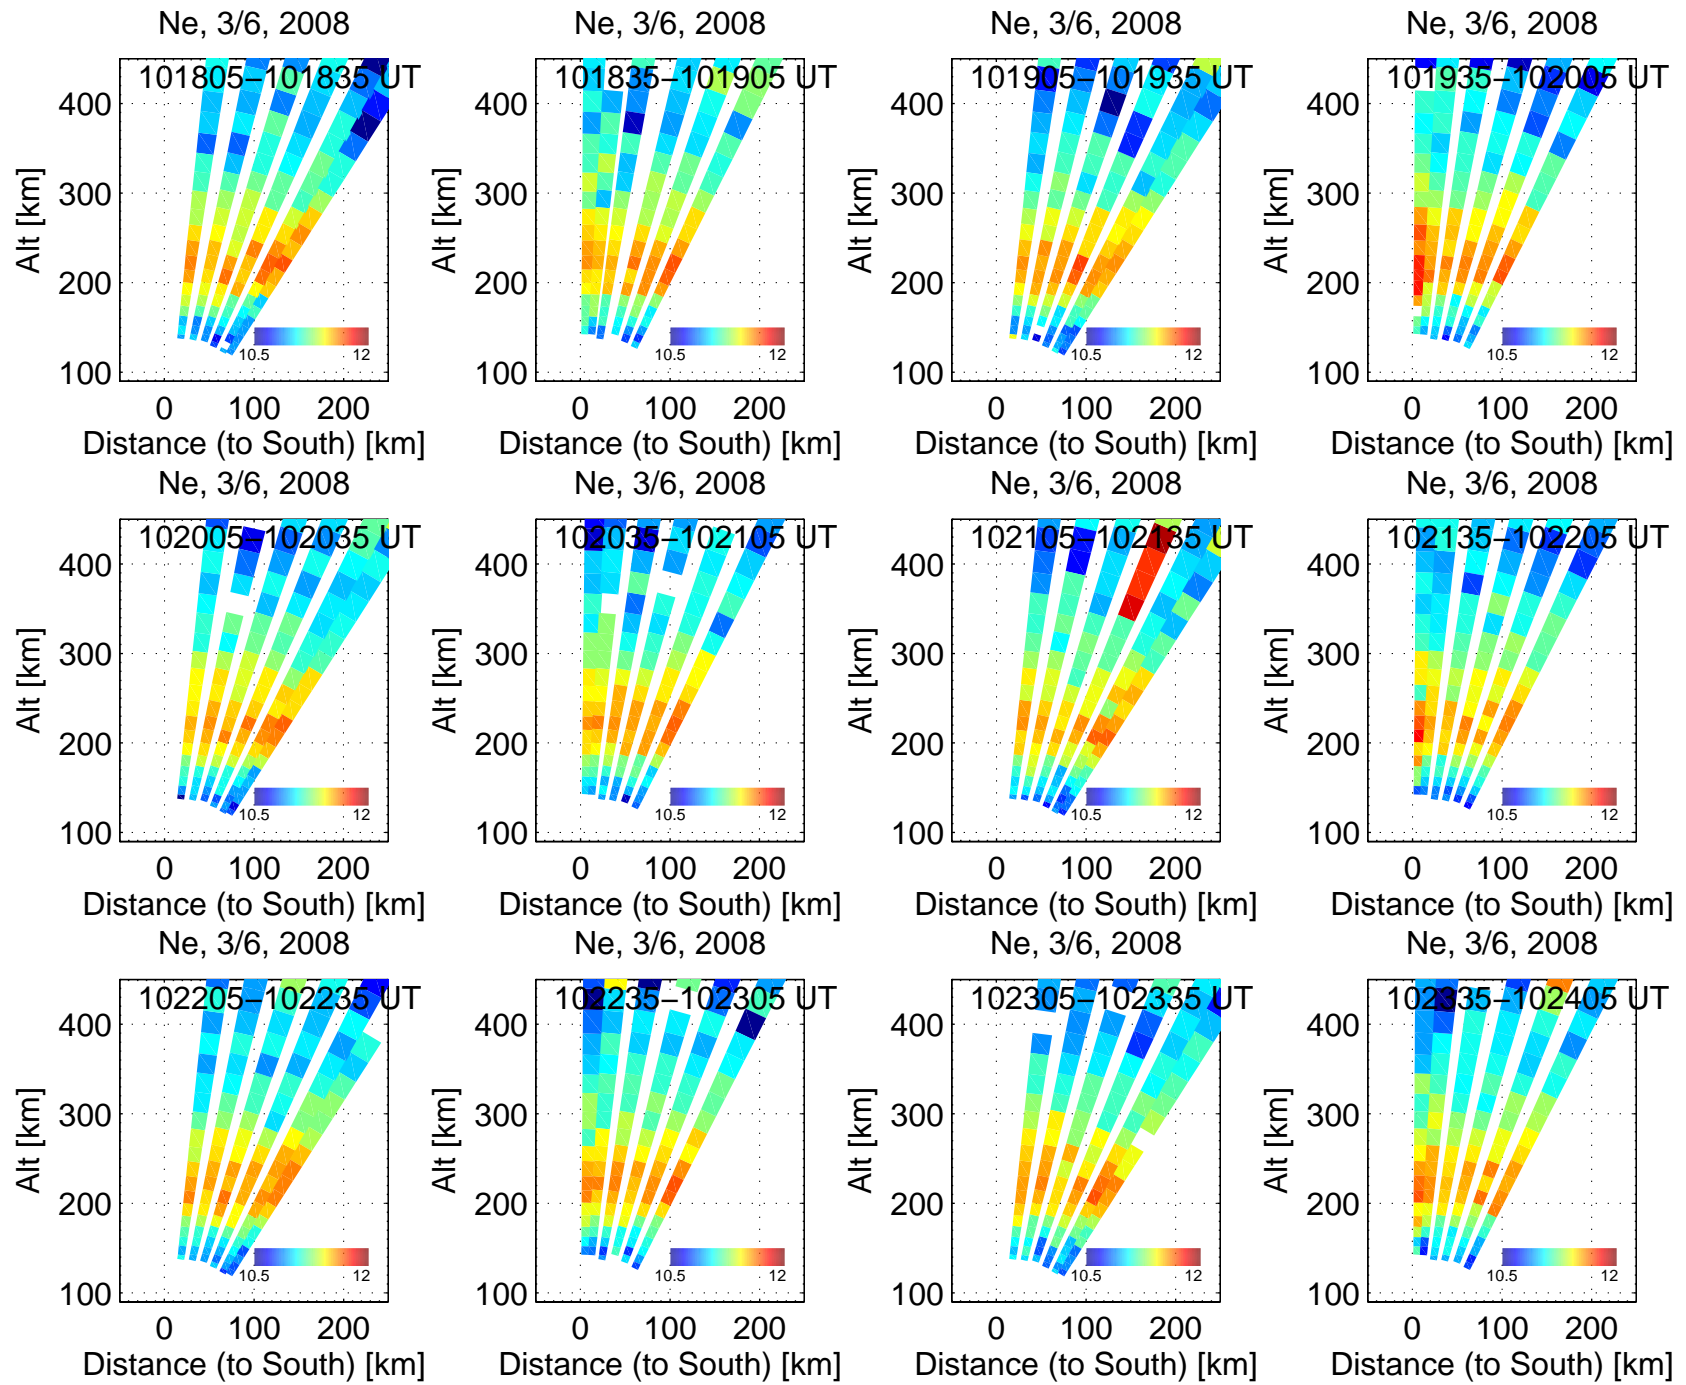 Ne, 3/6, 2008
101805–101835 UT
400
300
200
100
Alt [km]
10.5
12
0 100 200
Distance (to South) [km]
Ne, 3/6, 2008
101835–101905 UT
400
300
200
100
Alt [km]
10.5
12
0 100 200
Distance (to South) [km]
Ne, 3/6, 2008
101905–101935 UT
400
300
200
100
Alt [km]
10.5
12
0 100 200
Distance (to South) [km]
Ne, 3/6, 2008
101935–102005 UT
400
300
200
100
Alt [km]
10.5
12
0 100 200
Distance (to South) [km]
Ne, 3/6, 2008
102005–102035 UT
400
300
200
100
Alt [km]
10.5
12
0 100 200
Distance (to South) [km]
Ne, 3/6, 2008
102035–102105 UT
400
300
200
100
Alt [km]
10.5
12
0 100 200
Distance (to South) [km]
Ne, 3/6, 2008
102105–102135 UT
400
300
200
100
Alt [km]
10.5
12
0 100 200
Distance (to South) [km]
Ne, 3/6, 2008
102135–102205 UT
400
300
200
100
Alt [km]
10.5
12
0 100 200
Distance (to South) [km]
Ne, 3/6, 2008
102205–102235 UT
400
300
200
100
Alt [km]
10.5
12
0 100 200
Distance (to South) [km]
Ne, 3/6, 2008
102235–102305 UT
400
300
200
100
Alt [km]
10.5
12
0 100 200
Distance (to South) [km]
Ne, 3/6, 2008
102305–102335 UT
400
300
200
100
Alt [km]
10.5
12
0 100 200
Distance (to South) [km]
Ne, 3/6, 2008
102335–102405 UT
400
300
200
100
Alt [km]
10.5
12
0 100 200
Distance (to South) [km]